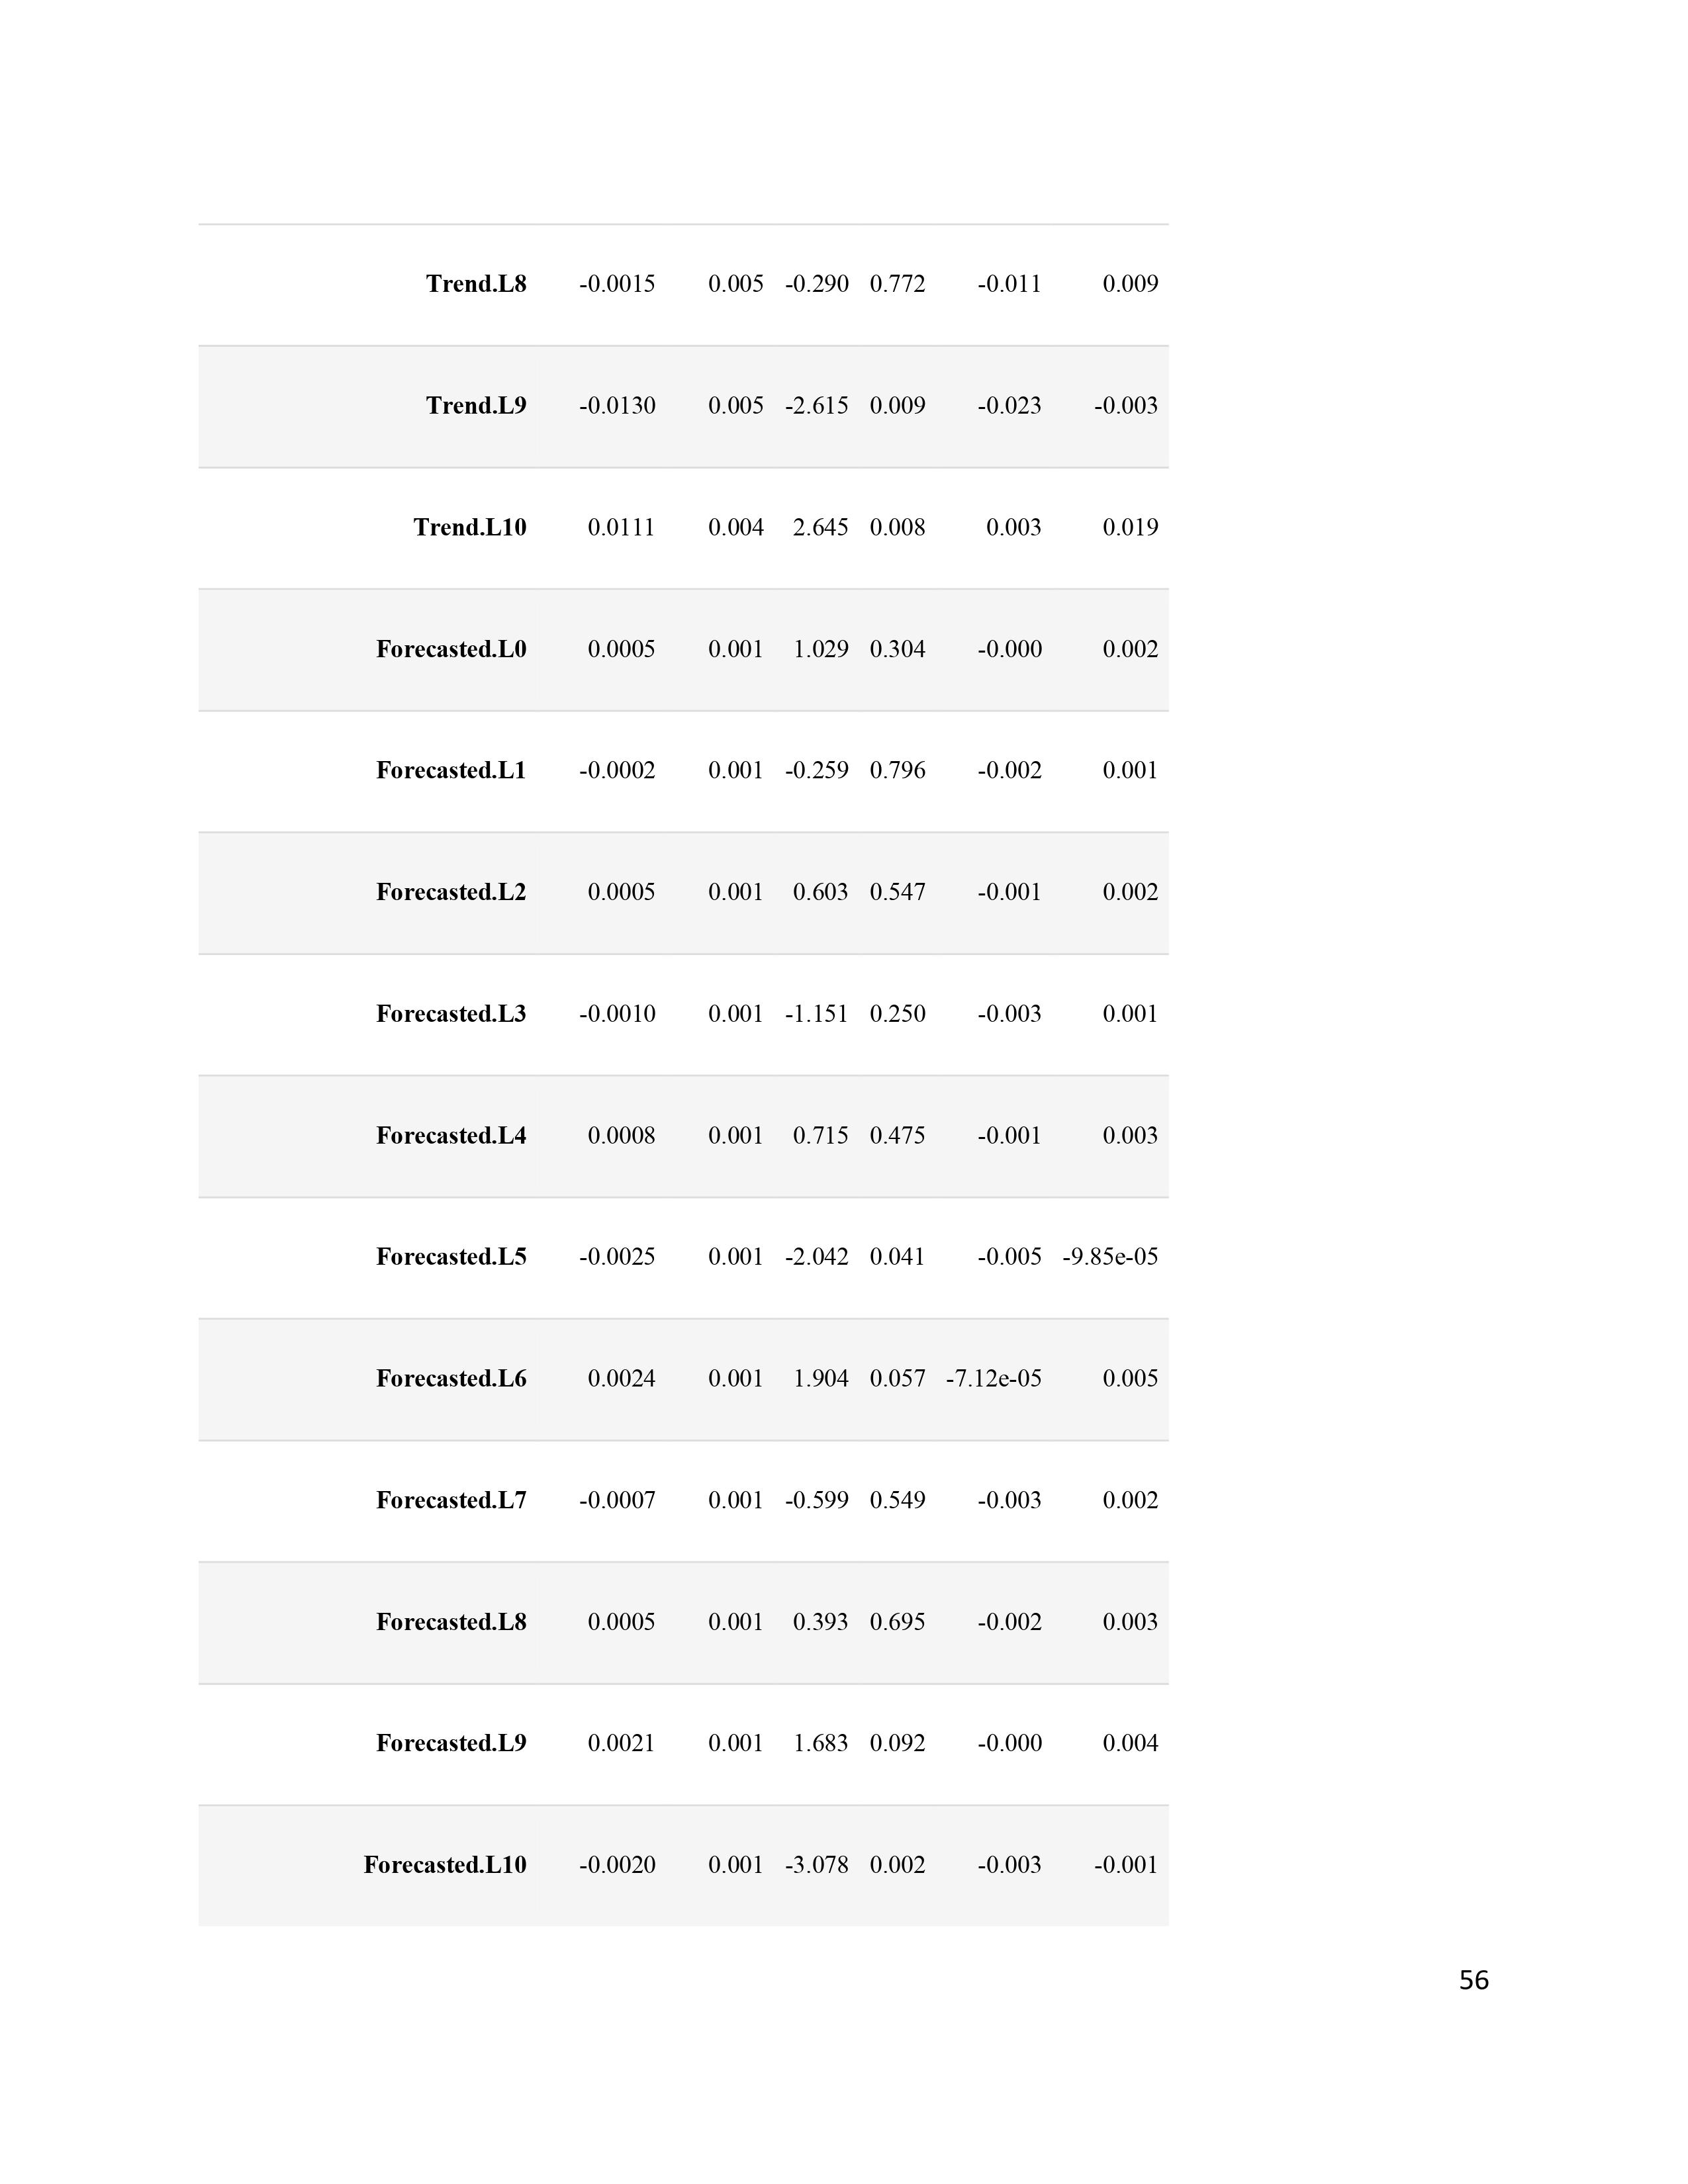 Trend.L8 -0.0015 0.005 -0.290 0.772 -0.011 0.009
Trend.L9 -0.0130 0.005 -2.615 0.009 -0.023 -0.003
Trend.L10 0.0111 0.004 2.645 0.008 0.003 0.019
Forecasted.L0 0.0005 0.001 1.029 0.304 -0.000 0.002
Forecasted.L1 -0.0002 0.001 -0.259 0.796 -0.002 0.001
Forecasted.L2 0.0005 0.001 0.603 0.547 -0.001 0.002
Forecasted.L3 -0.0010 0.001 -1.151 0.250 -0.003 0.001
Forecasted.L4 0.0008 0.001 0.715 0.475 -0.001 0.003
Forecasted.L5 -0.0025 0.001 -2.042 0.041 -0.005 -9.85e-05
Forecasted.L6 0.0024 0.001 1.904 0.057 -7.12e-05 0.005
Forecasted.L7 -0.0007 0.001 -0.599 0.549 -0.003 0.002
Forecasted.L8 0.0005 0.001 0.393 0.695 -0.002 0.003
Forecasted.L9 0.0021 0.001 1.683 0.092 -0.000 0.004
Forecasted.L10 -0.0020 0.001 -3.078 0.002 -0.003 -0.001
56